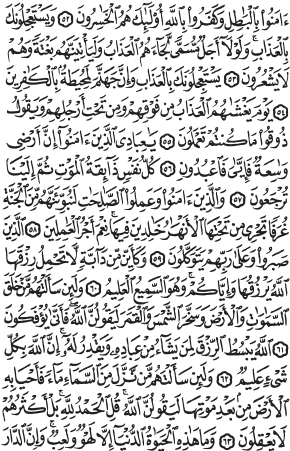 ءَامَنُوا۟ بِٱلْبَـٰطِلِ وَكَفَرُوا۟ بِٱللَّهِ أُو۟لَـٰٓئِكَ هُمُ ٱلْخَـٰسِرُونَ ٥٢ وَيَسْتَعْجِلُونَكَ
بِٱلْعَذَابِ ۚ وَلَوْلَآ أَجَلٌ مُّسَمًّى لَّجَآءَهُمُ ٱلْعَذَابُ وَلَيَأْتِيَنَّهُم بَغْتَةً وَهُمْ
لَا يَشْعُرُونَ ٥٣ يَسْتَعْجِلُونَكَ بِٱلْعَذَابِ وَإِنَّ جَهَنَّمَ لَمُحِيطَةٌۢ بِٱلْكَـٰفِرِينَ
٥٤ يَوْمَ يَغْشَىٰهُمُ ٱلْعَذَابُ مِن فَوْقِهِمْ وَمِن تَحْتِ أَرْجُلِهِمْ وَيَقُولُ
ذُوقُوا۟ مَا كُنتُمْ تَعْمَلُونَ ٥٥ يَـٰعِبَادِىَ ٱلَّذِينَ ءَامَنُوٓا۟ إِنَّ أَرْضِى
وَٰسِعَةٌ فَإِيَّـٰىَ فَٱعْبُدُونِ ٥٦ كُلُّ نَفْسٍ ذَآئِقَةُ ٱلْمَوْتِ ۖ ثُمَّ إِلَيْنَا
تُرْجَعُونَ ٥٧ وَٱلَّذِينَ ءَامَنُوا۟ وَعَمِلُوا۟ ٱلصَّـٰلِحَـٰتِ لَنُبَوِّئَنَّهُم مِّنَ ٱلْجَنَّةِ
غُرَفًا تَجْرِى مِن تَحْتِهَا ٱلْأَنْهَـٰرُ خَـٰلِدِينَ فِيهَا ۚ نِعْمَ أَجْرُ ٱلْعَـٰمِلِينَ ٥٨ ٱلَّذِينَ
صَبَرُوا۟ وَعَلَىٰ رَبِّهِمْ يَتَوَكَّلُونَ ٥٩ وَكَأَيِّن مِّن دَآبَّةٍ لَّا تَحْمِلُ رِزْقَهَا
ٱللَّهُ يَرْزُقُهَا وَإِيَّاكُمْ ۚ وَهُوَ ٱلسَّمِيعُ ٱلْعَلِيمُ ٦٠ وَلَئِن سَأَلْتَهُم مَّنْ خَلَقَ
ٱلسَّمَـٰوَٰتِ وَٱلْأَرْضَ وَسَخَّرَ ٱلشَّمْسَ وَٱلْقَمَرَ لَيَقُولُنَّ ٱللَّهُ ۖ فَأَنَّىٰ يُؤْفَكُونَ
٦١ ٱللَّهُ يَبْسُطُ ٱلرِّزْقَ لِمَن يَشَآءُ مِنْ عِبَادِهِۦ وَيَقْدِرُ لَهُۥٓ ۚ إِنَّ ٱللَّهَ بِكُلِّ
شَىْءٍ عَلِيمٌ ٦٢ وَلَئِن سَأَلْتَهُم مَّن نَّزَّلَ مِنَ ٱلسَّمَآءِ مَآءً فَأَحْيَا بِهِ
ٱلْأَرْضَ مِنۢ بَعْدِ مَوْتِهَا لَيَقُولُنَّ ٱللَّهُ ۚ قُلِ ٱلْحَمْدُ لِلَّهِ ۚ بَلْ أَكْثَرُهُمْ
لَا يَعْقِلُونَ ٦٣ وَمَا هَـٰذِهِ ٱلْحَيَوٰةُ ٱلدُّنْيَآ إِلَّا لَهْوٌ وَلَعِبٌ ۚ وَإِنَّ ٱلدَّارَ